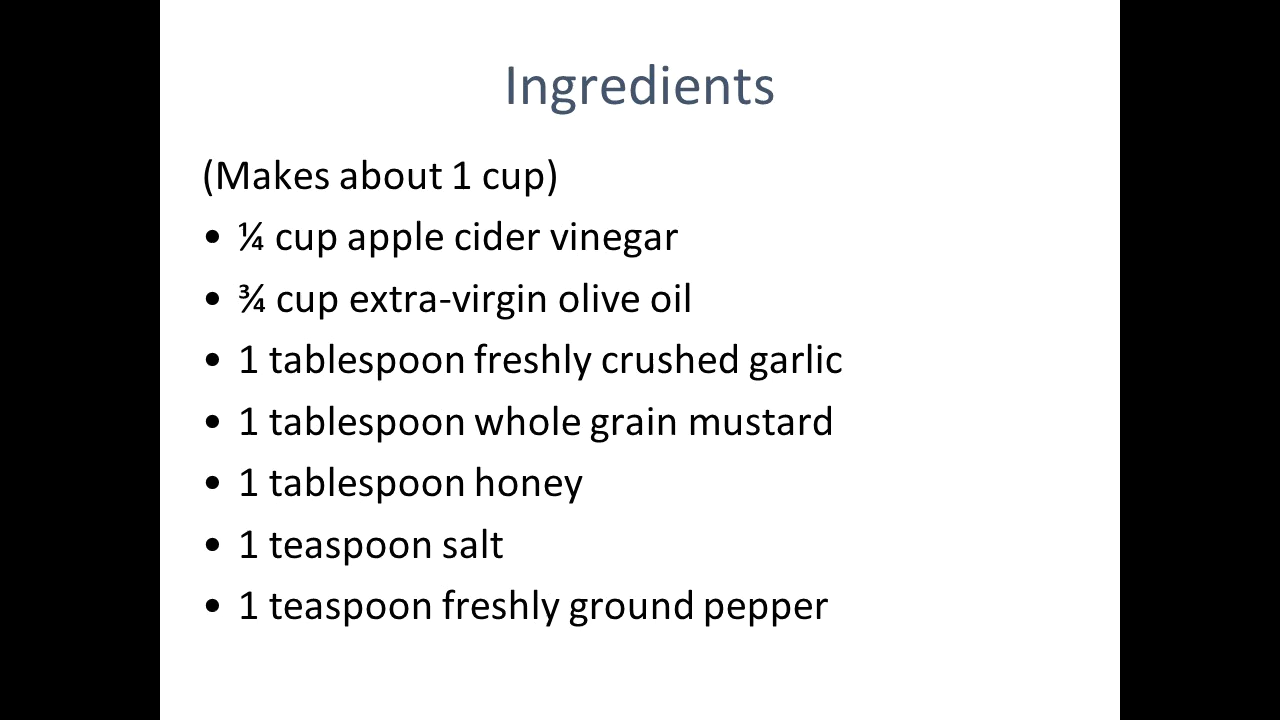 Ingredients
(Makes about 1 cup)
• ¼ cup apple cider vinegar
• ¾ cup extra-virgin olive oil
• 1 tablespoon freshly crushed garlic
• 1 tablespoon whole grain mustard
• 1 tablespoon honey
• 1 teaspoon salt
• 1 teaspoon freshly ground pepper